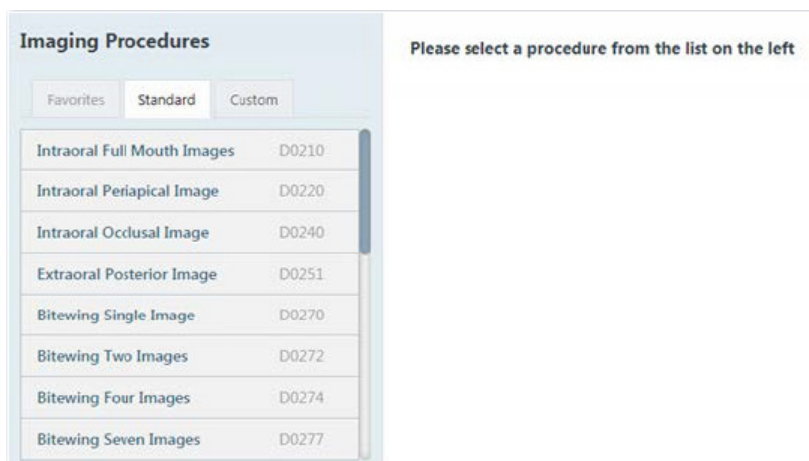 Imaging Procedures
Please select a procedure from the list on the left
Favorites Standard Custom
Intraoral Full Mouth Images D0210
Intraoral Periapical Image D0220
Intraoral Occlusal Image D0240
Extraoral Posterior Image D0251
Bitewing Single Image D0270
Bitewing Two Images D0272
Bitewing Four Images D0274
Bitewing Seven Images D0277